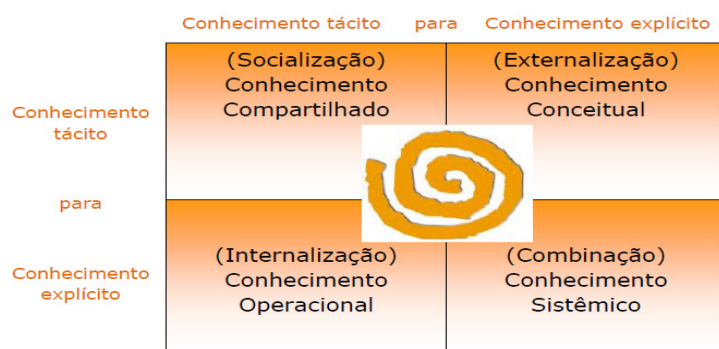 Conhecimento tácito para Conhecimento explícito
(Socialização)
Conhecimento
Compartilhado
(Externalização)
Conhecimento
Conceitual
Conhecimento
tácito
para
Conhecimento
explícito
(Internalização)
Conhecimento
Operacional
(Combinação)
Conhecimento
Sistêmico